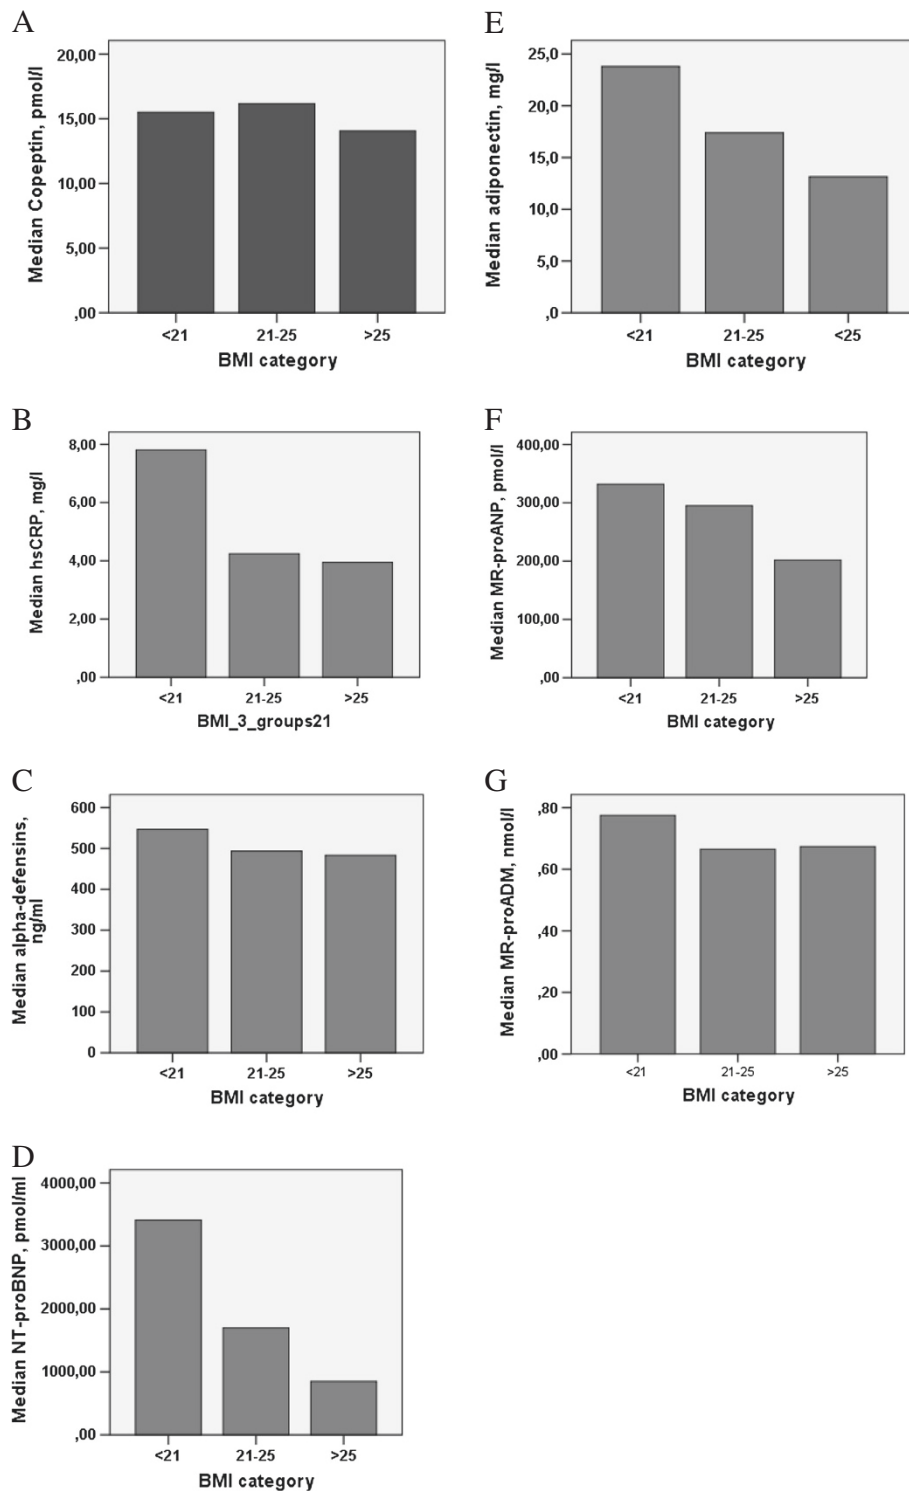 A
Median Copeptin, pmol/l
20,00
15,00
10,00
5,00
,00
<21 21-25 >25
BMI category
B
Median hsCRP, mg/l
8,00
6,00
4,00
2,00
,00
<21 21-25 >25
BMI_3_groups21
C
Median alpha-defensins,
ng/ml
600
500
400
300
200
100
0
<21 21-25 >25
BMI category
D
Median NT-proBNP, pmol/ml
4000,00
3000,00
2000,00
1000,00
,00
<21 21-25 >25
BMI category
E
Median adiponectin, mg/l
25,0
20,0
15,0
10,0
5,0
,0
<21 21-25 <25
BMI category
F
Median MR-proANP, pmol/l
400,00
300,00
200,00
100,00
,00
<21 21-25 >25
BMI category
G
Median MR-proADM, nmol/l
,80
,60
,40
,20
,00
<21 21-25 >25
BMI category